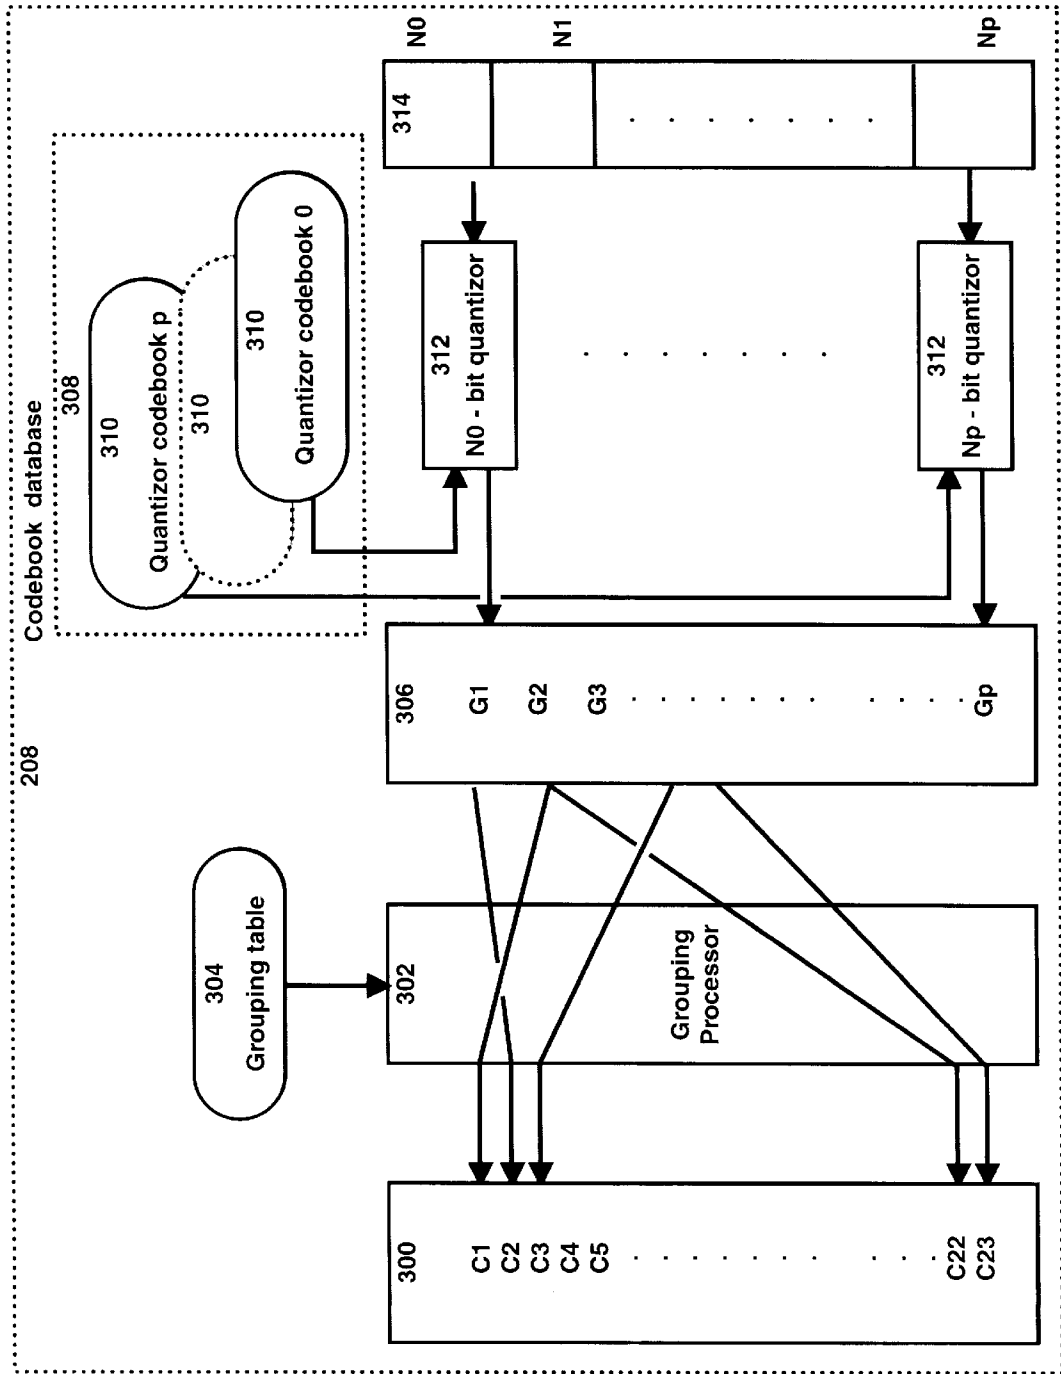 208
Codebook database
308
310
Quantizor codebook p
310
310
Quantizor codebook 0
304
Grouping table
300
C1
C2
C3
C4
C5
. . . . . . .
. . .
C22
C23
302
Grouping
Processor
306
G1
G2
G3
. . . . . . .
. . . .
Gp
312
N0 - bit quantizor
. . . . . . .
312
Np - bit quantizor
314
. . . . . . .
N0
N1
Np